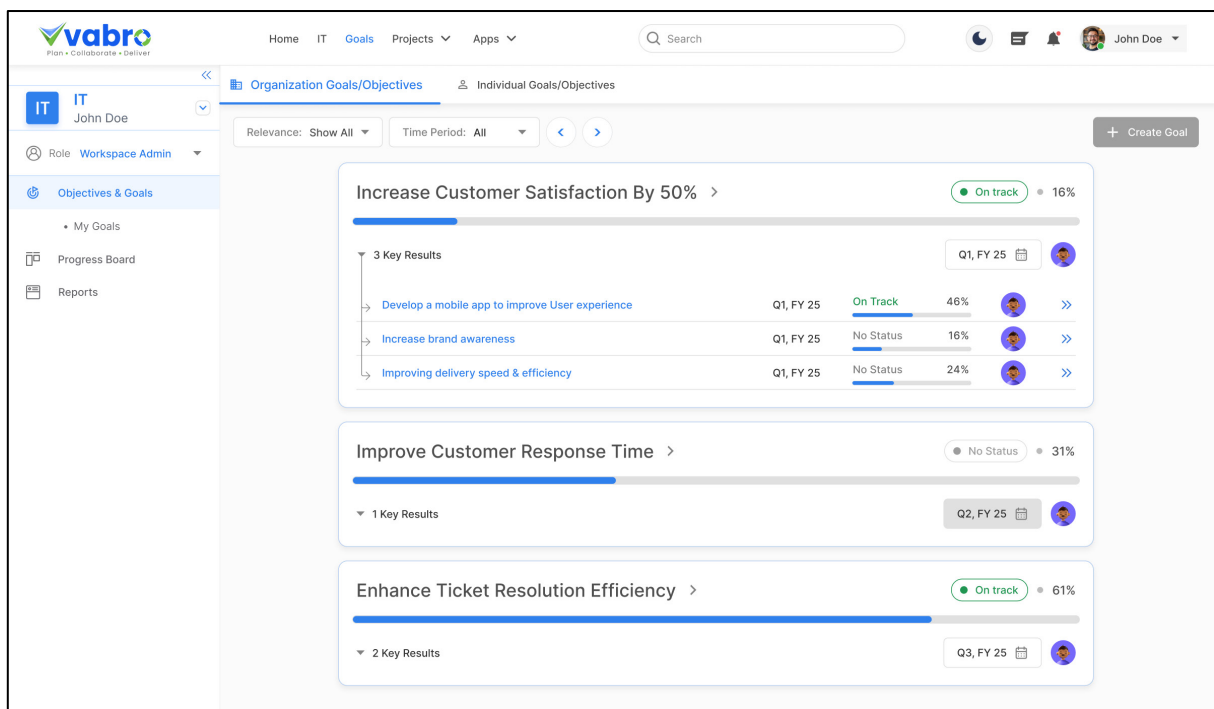 vabro
Plan • Collaborate • Deliver
Home IT Goals Projects Apps
Search
John Doe
IT
IT
John Doe
Role Workspace Admin
Objectives & Goals
• My Goals
Progress Board
Reports
Organization Goals/Objectives Individual Goals/Objectives
Relevance: Show All Time Period: All
+ Create Goal
Increase Customer Satisfaction By 50% > On track 16%
3 Key Results Q1, FY 25
Develop a mobile app to improve User experience Q1, FY 25 On Track 46%
Increase brand awareness Q1, FY 25 No Status 16%
Improving delivery speed & efficiency Q1, FY 25 No Status 24%
Improve Customer Response Time > No Status 31%
1 Key Results Q2, FY 25
Enhance Ticket Resolution Efficiency > On track 61%
2 Key Results Q3, FY 25